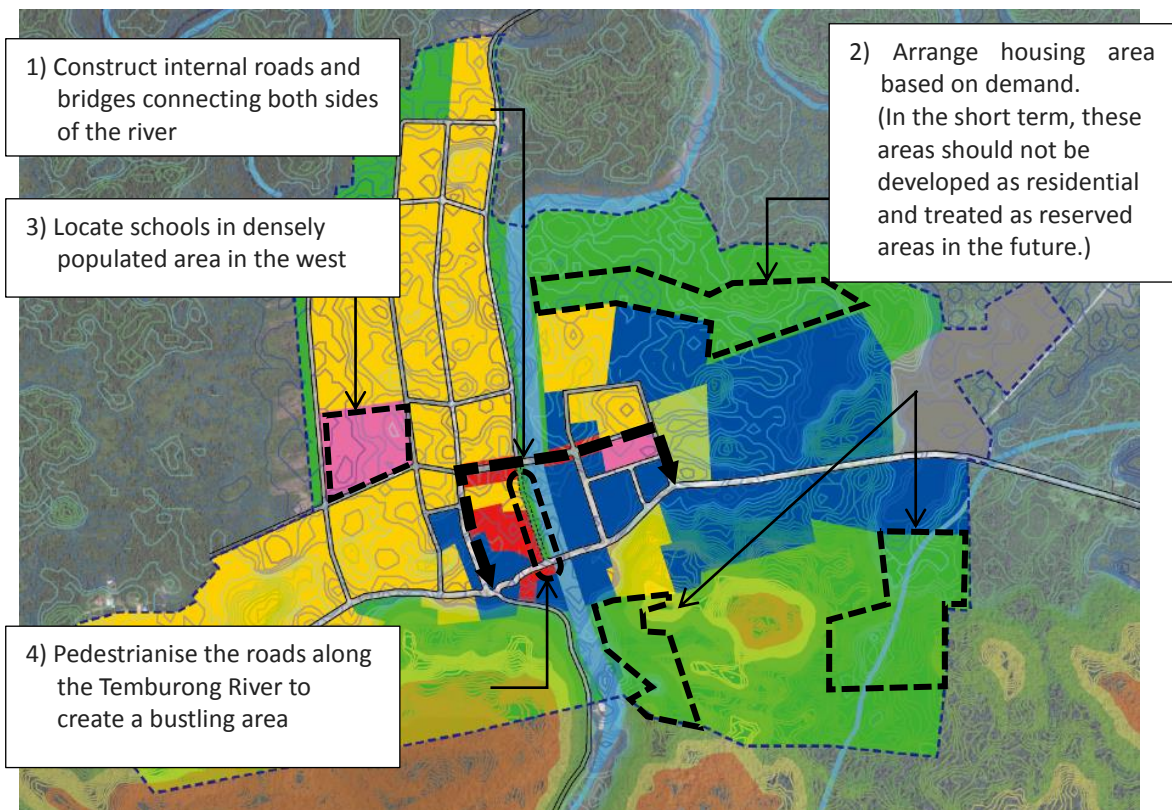 1) Construct internal roads and
bridges connecting both sides
of the river
2) Arrange housing area
based on demand.
(In the short term, these
areas should not be
developed as residential
and treated as reserved
areas in the future.)
3) Locate schools in densely
populated area in the west
4) Pedestrianise the roads along
the Temburong River to
create a bustling area